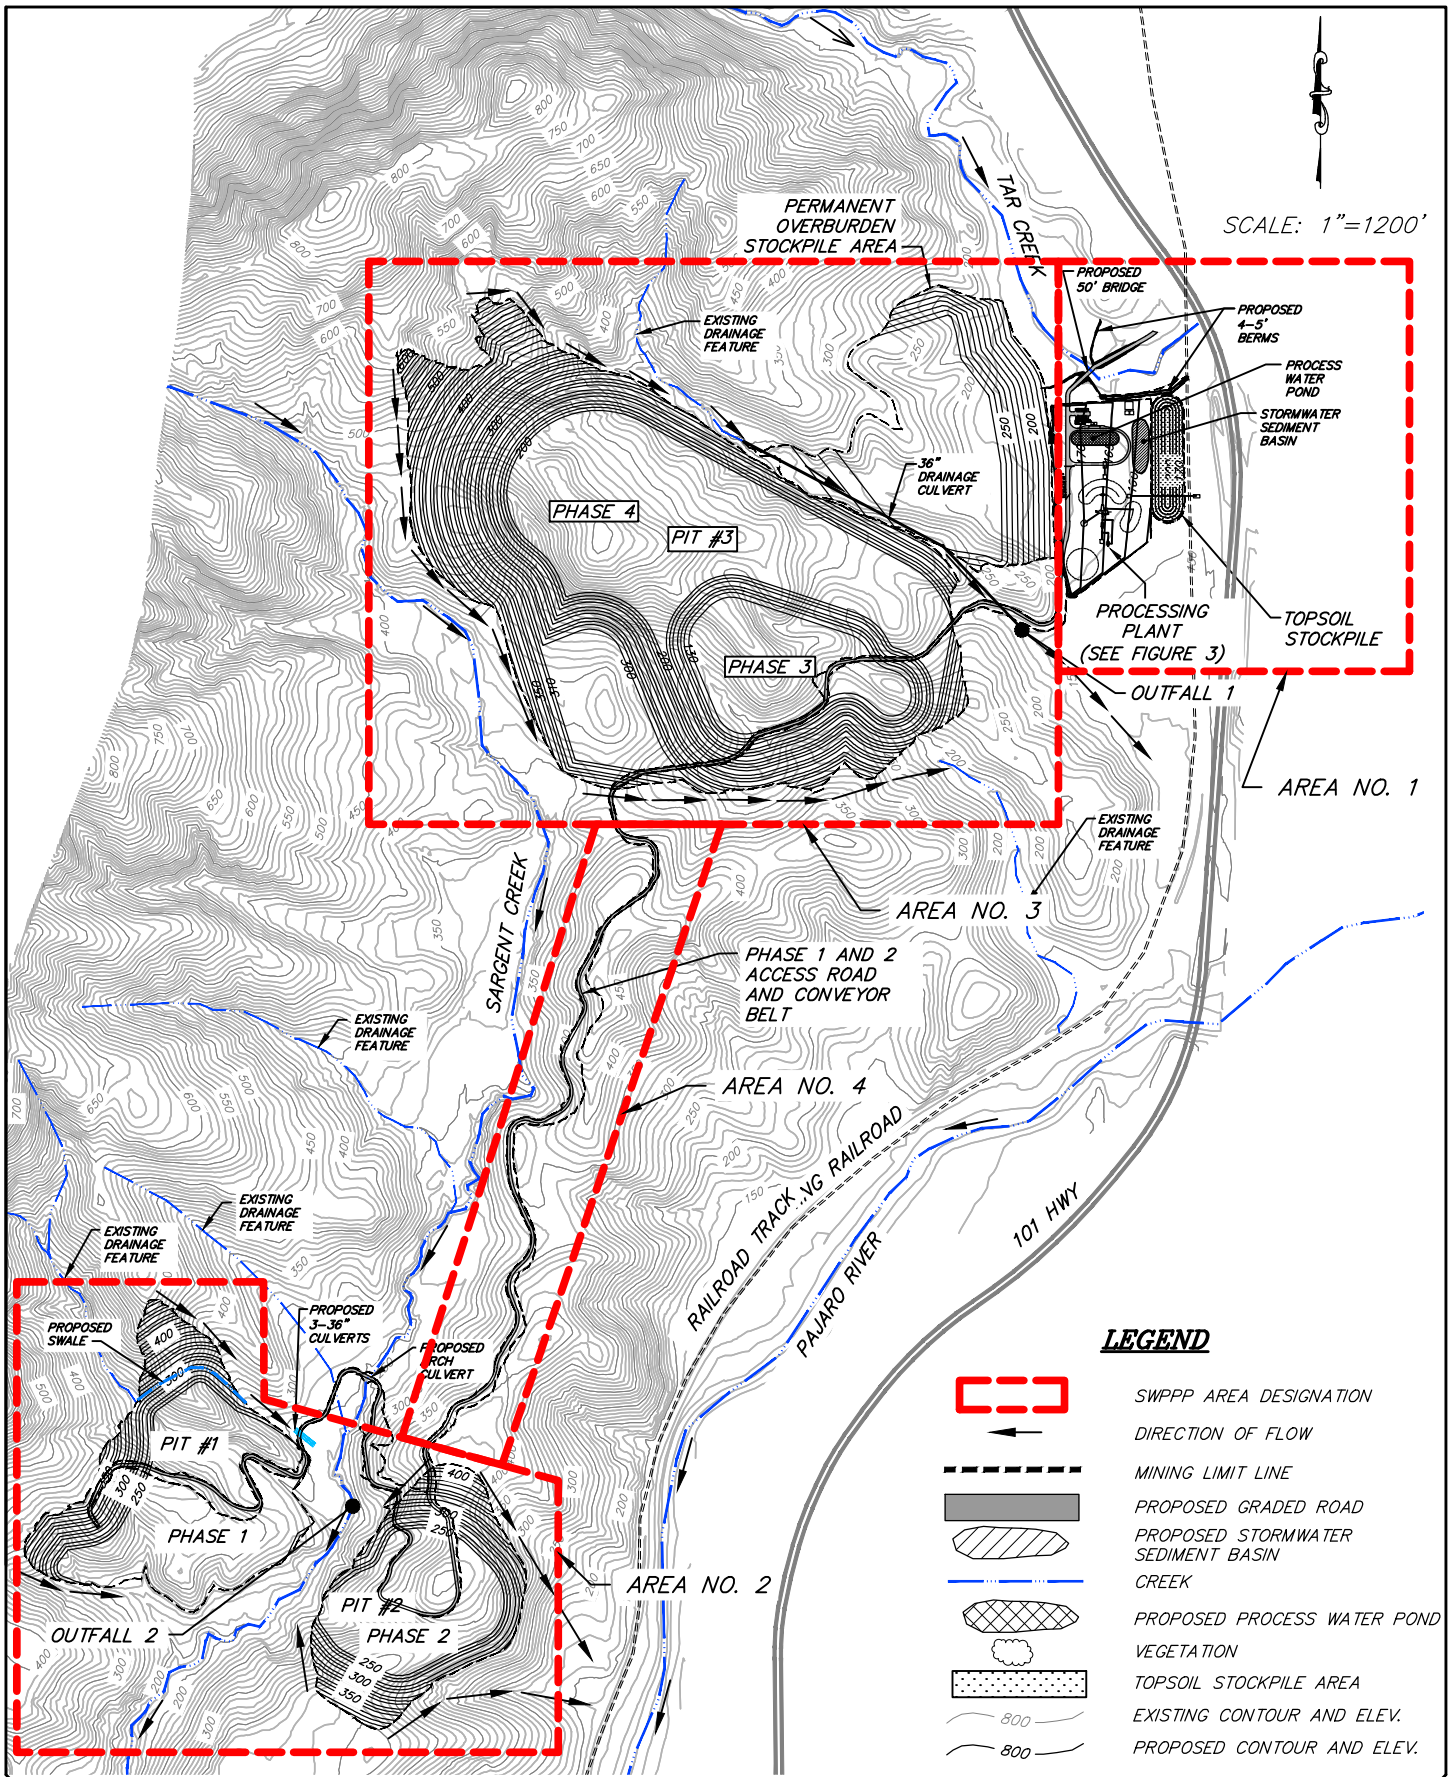 SCALE: 1"=1200'
TAR CREEK
PERMANENT
OVERBURDEN
STOCKPILE AREA
PROPOSED
50' BRIDGE
PROPOSED
4-5'
BERMS
PROCESS
WATER
POND
STORMWATER
SEDIMENT
BASIN
EXISTING
DRAINAGE
FEATURE
36"
DRAINAGE
CULVERT
PHASE 4
PIT #3
PHASE 3
PROCESSING
PLANT
(SEE FIGURE 3)
TOPSOIL
STOCKPILE
OUTFALL 1
AREA NO. 1
EXISTING
DRAINAGE
FEATURE
AREA NO. 3
SARGENT CREEK
PHASE 1 AND 2
ACCESS ROAD
AND CONVEYOR
BELT
EXISTING
DRAINAGE
FEATURE
AREA NO. 4
RAILROAD TRACK
NG RAILROAD
PAJARO RIVER
101 HWY
EXISTING
DRAINAGE
FEATURE
EXISTING
DRAINAGE
FEATURE
PROPOSED
SWALE
PROPOSED
3-36"
CULVERTS
PROPOSED
ARCH
CULVERT
PIT #1
PHASE 1
OUTFALL 2
PIT #2
PHASE 2
AREA NO. 2
LEGEND
SWPPP AREA DESIGNATION
DIRECTION OF FLOW
MINING LIMIT LINE
PROPOSED GRADED ROAD
PROPOSED STORMWATER
SEDIMENT BASIN
CREEK
PROPOSED PROCESS WATER POND
VEGETATION
TOPSOIL STOCKPILE AREA
800 EXISTING CONTOUR AND ELEV.
800 PROPOSED CONTOUR AND ELEV.